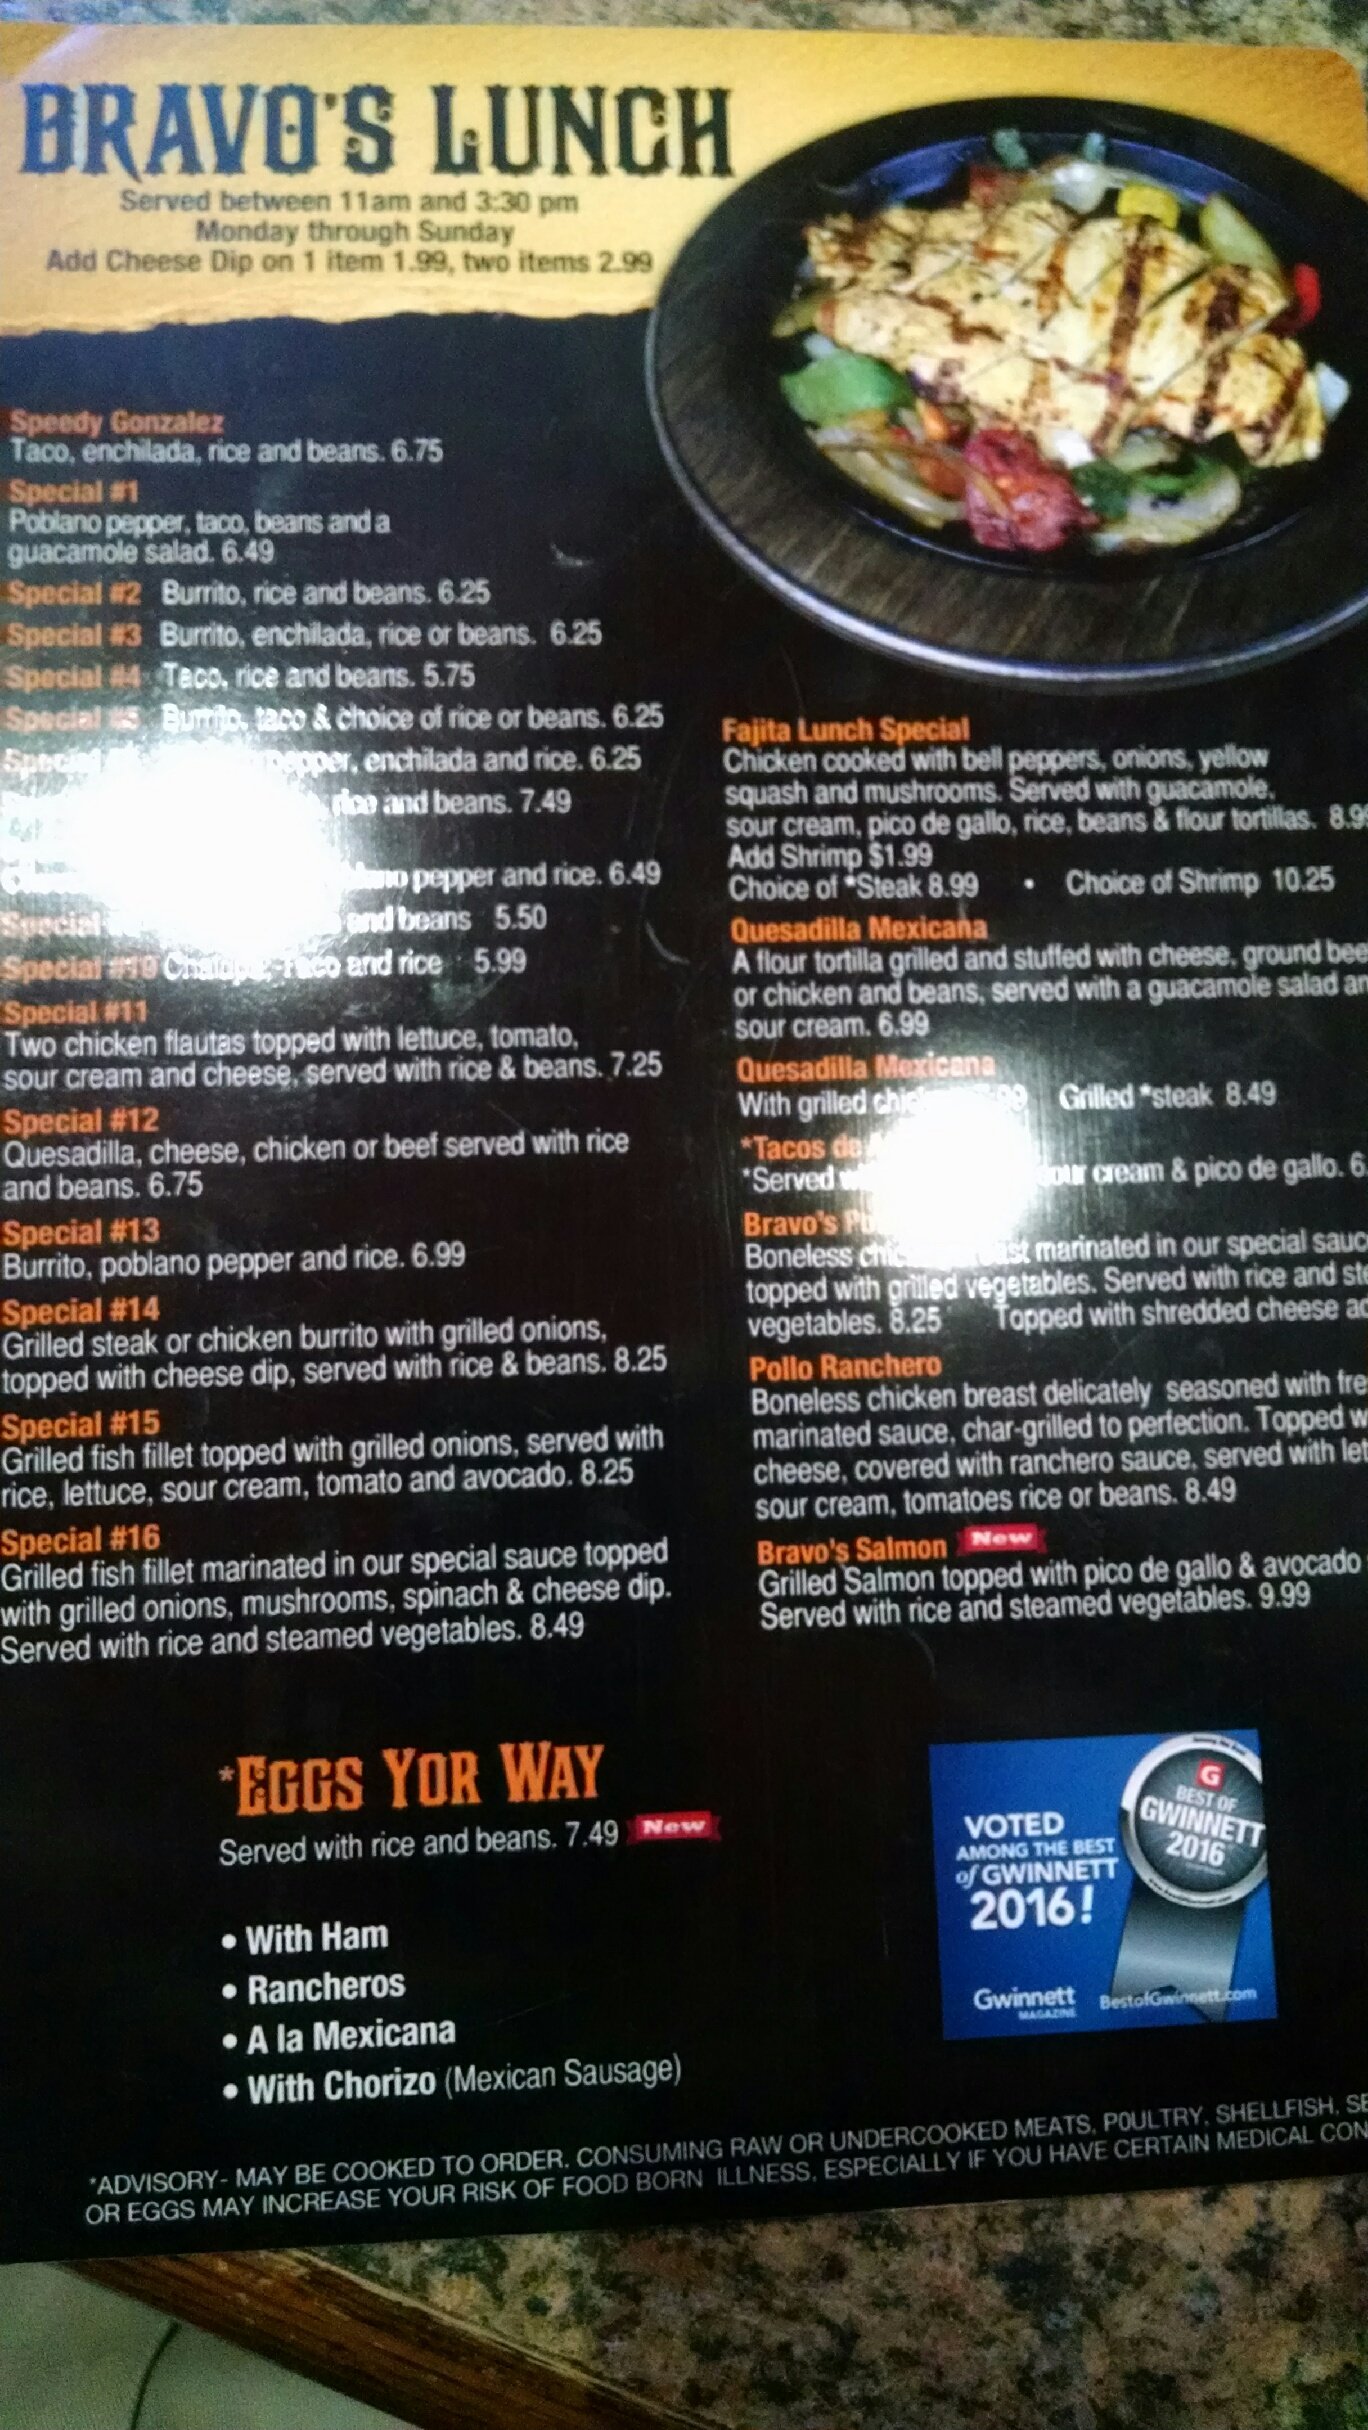 BRAVO'S LUNCH
Served between 11am and 3:30 pm
Monday through Sunday
Add Cheese Dip on 1 item 1.99, two items 2.99
Speedy Gonzalez
Taco, enchilada, rice and beans. 6.75
Special #1
Poblano pepper, taco, beans and a
guacamole salad. 6.49
Special #2 Burrito, rice and beans. 6.25
Special #3 Burrito, enchilada, rice or beans. 6.25
Special #4 Taco, rice and beans. 5.75
Special #5 Burrito, taco & choice of rice or beans. 6.25
enchilada and rice. 6.25
rice and beans. 7.49
pepper and rice. 6.49
Special and beans 5.50
Special #10 Chalupa, Taco and rice 5.99
Special #11
Two chicken flautas topped with lettuce, tomato,
sour cream and cheese, served with rice & beans. 7.25
Special #12
Quesadilla, cheese, chicken or beef served with rice
and beans. 6.75
Special #13
Burrito, poblano pepper and rice. 6.99
Special #14
Grilled steak or chicken burrito with grilled onions,
topped with cheese dip, served with rice & beans. 8.25
Special #15
Grilled fish fillet topped with grilled onions, served with
rice, lettuce, sour cream, tomato and avocado. 8.25
Special #16
Grilled fish fillet marinated in our special sauce topped
with grilled onions, mushrooms, spinach & cheese dip.
Served with rice and steamed vegetables. 8.49
Fajita Lunch Special
Chicken cooked with bell peppers, onions, yellow
squash and mushrooms. Served with guacamole,
sour cream, pico de gallo, rice, beans & flour tortillas.
Add Shrimp $1.99
Choice of *Steak 8.99 • Choice of Shrimp 10.25
Quesadilla Mexicana
A flour tortilla grilled and stuffed with cheese, ground
or chicken and beans, served with a guacamole salad
sour cream. 6.99
Quesadilla Mexicana
With grilled Grilled *steak 8.49
*Tacos de
*Served sour cream & pico de gallo.
Bravo's
Boneless marinated in our special
topped with grilled vegetables. Served with rice and
vegetables. 8.25 Topped with shredded cheese
Pollo Ranchero
Boneless chicken breast delicately seasoned with
marinated sauce, char-grilled to perfection. Topped
cheese, covered with ranchero sauce, served with
sour cream, tomatoes rice or beans. 8.49
Bravo's Salmon New
Grilled Salmon topped with pico de gallo & avocado
Served with rice and steamed vegetables. 9.99
*EGGS YOR WAY
Served with rice and beans. 7.49 New
• With Ham
• Rancheros
• A la Mexicana
• With Chorizo (Mexican Sausage)
VOTED
AMONG THE BEST
of GWINNETT
2016!
Gwinnett
MAGAZINE
BestofGwinnett.com
G
BEST OF
GWINNETT
2016
*ADVISORY- MAY BE COOKED TO ORDER. CONSUMING RAW OR UNDERCOOKED MEATS, POULTRY, SHELLFISH,
OR EGGS MAY INCREASE YOUR RISK OF FOOD BORN ILLNESS, ESPECIALLY IF YOU HAVE CERTAIN MEDICAL